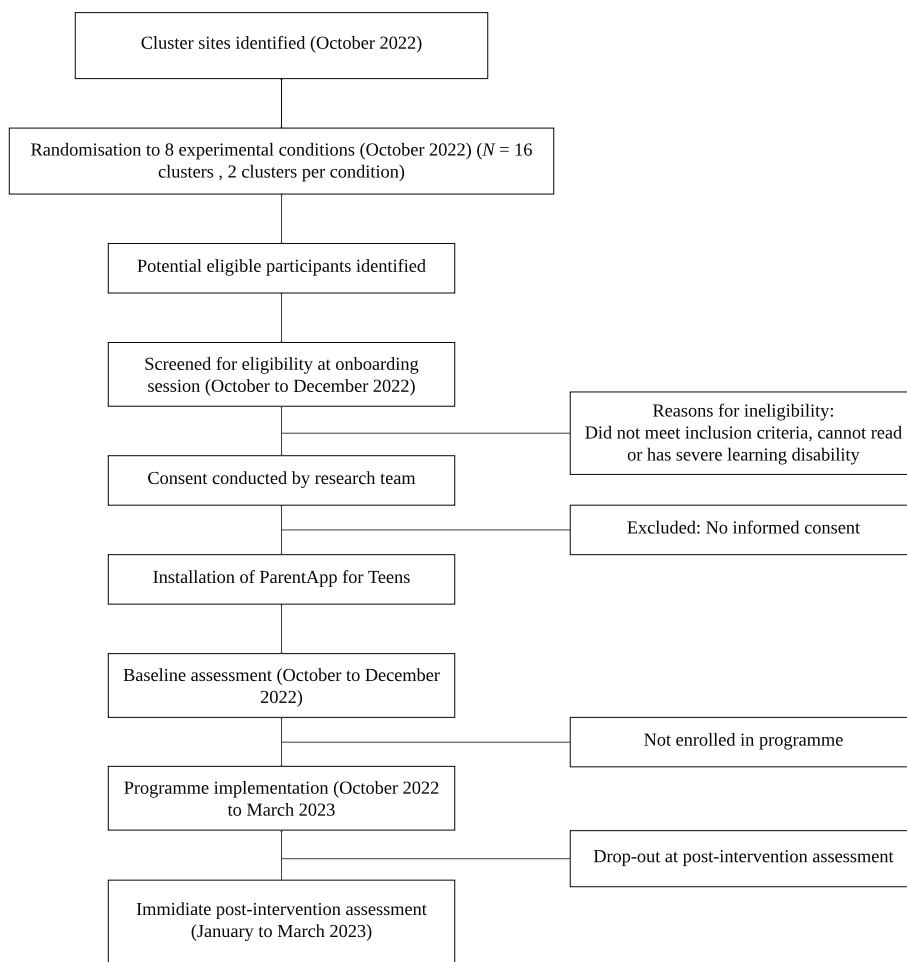 Cluster sites identified (October 2022)
Randomisation to 8 experimental conditions (October 2022) (N = 16
clusters , 2 clusters per condition)
Potential eligible participants identified
Screened for eligibility at onboarding
session (October to December 2022)
Reasons for ineligibility:
Did not meet inclusion criteria, cannot read
or has severe learning disability
Consent conducted by research team
Excluded: No informed consent
Installation of ParentApp for Teens
Baseline assessment (October to December
2022)
Not enrolled in programme
Programme implementation (October 2022
to March 2023
Drop-out at post-intervention assessment
Immidiate post-intervention assessment
(January to March 2023)